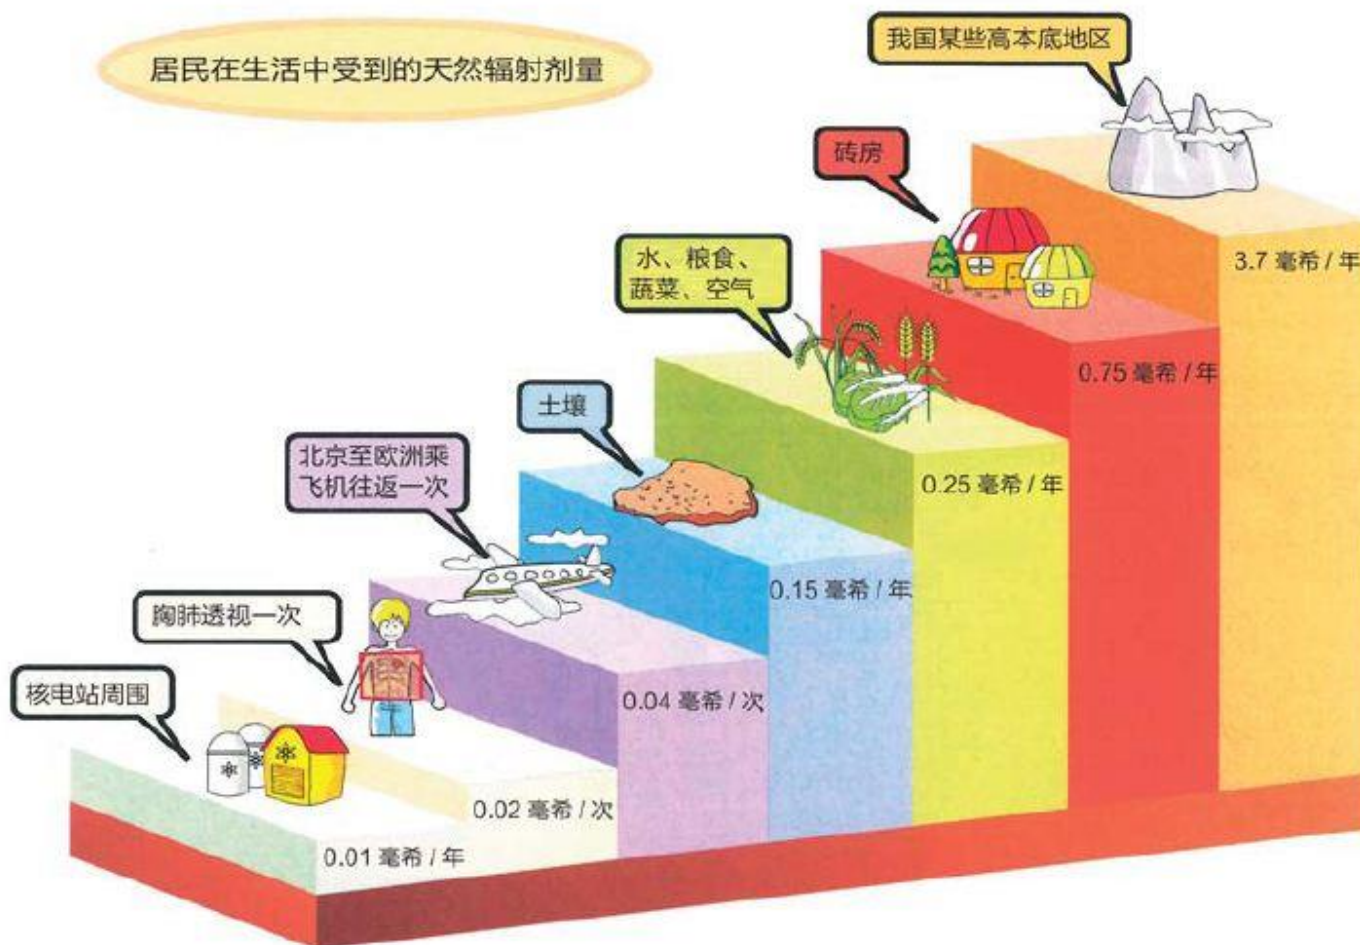 居民在生活中受到的天然辐射剂量
我国某些高本底地区
3.7 毫希 / 年
砖房
0.75 毫希 / 年
水、粮食、
蔬菜、空气
0.25 毫希 / 年
土壤
0.15 毫希 / 年
北京至欧洲乘
飞机往返一次
0.04 毫希 / 次
胸肺透视一次
0.02 毫希 / 次
核电站周围
0.01 毫希 / 年